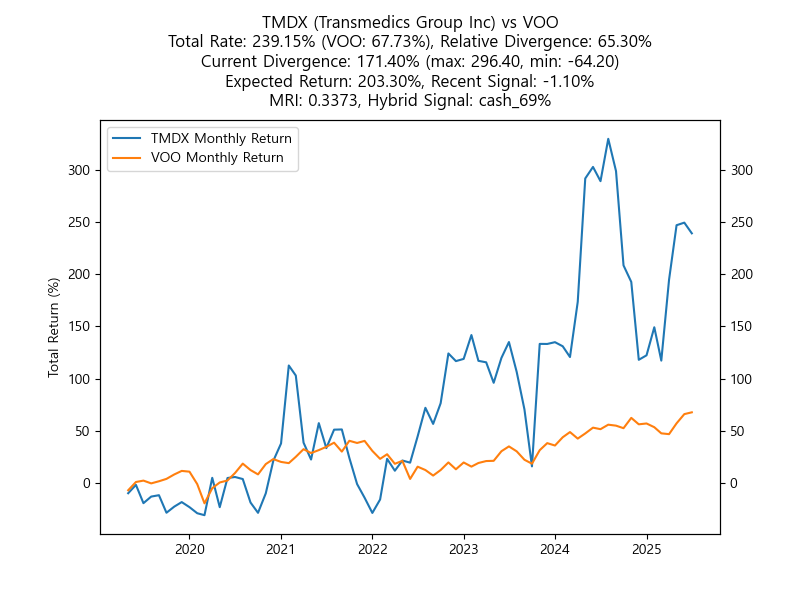 TMDX (Transmedics Group Inc) vs VOO
Total Rate: 239.15% (VOO: 67.73%), Relative Divergence: 65.30%
Current Divergence: 171.40% (max: 296.40, min: -64.20)
Expected Return: 203.30%, Recent Signal: -1.10%
MRI: 0.3373, Hybrid Signal: cash_69%
TMDX Monthly Return
VOO Monthly Return
Total Return (%)
300
250
200
150
100
50
0
300
250
200
150
100
50
0
2020
2021
2022
2023
2024
2025